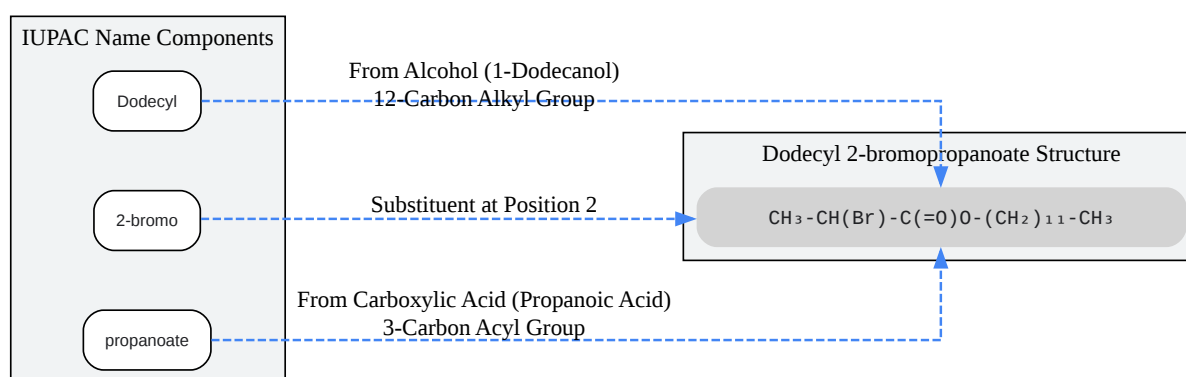 IUPAC Name Components
Dodecyl
From Alcohol (1-Dodecanol)
12-Carbon Alkyl Group
Dodecyl 2-bromopropanoate Structure
2-bromo
Substituent at Position 2
CH₃-CH(Br)-C(=O)O-(CH₂)₁₁-CH₃
From Carboxylic Acid (Propanoic Acid)
3-Carbon Acyl Group
propanoate